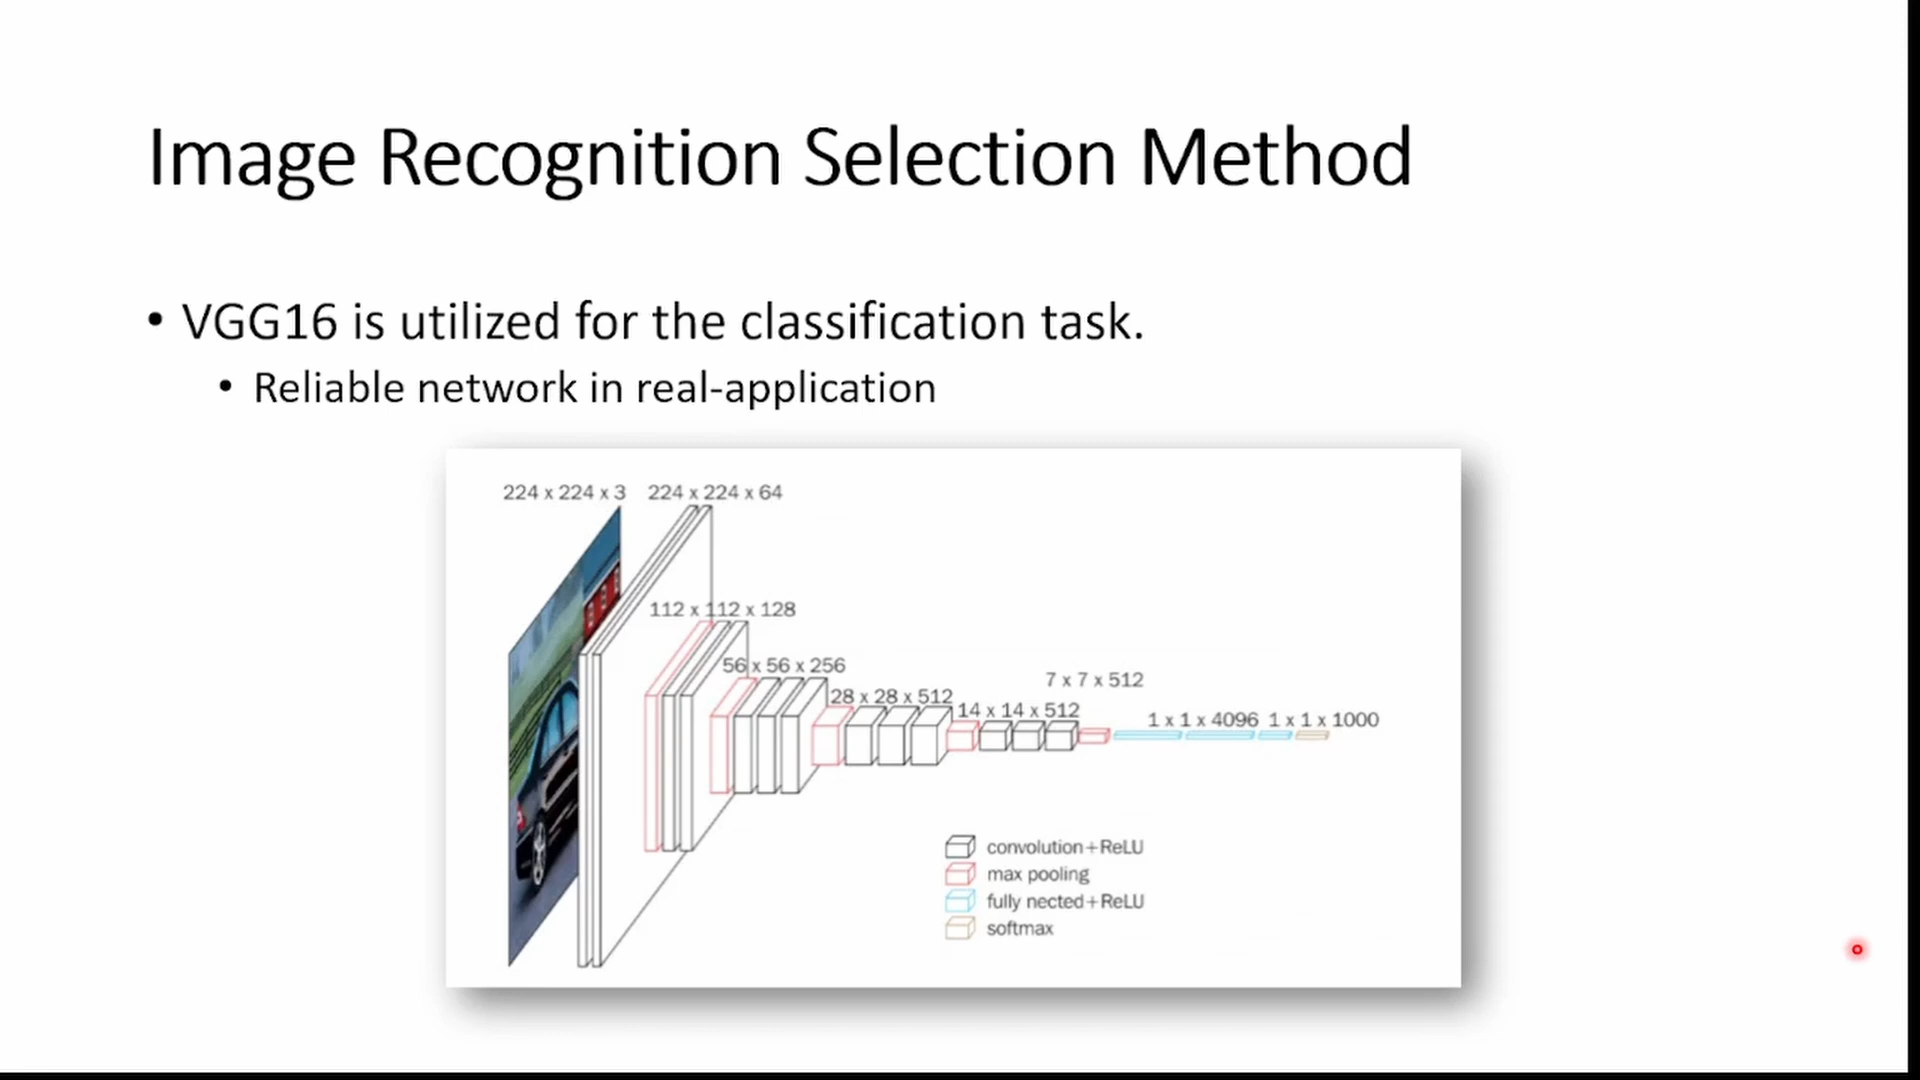 Image Recognition Selection Method
• VGG16 is utilized for the classification task.
• Reliable network in real-application
224 x 224 x 3 224 x 224 x 64
112 x 112 x 128
56 x 56 x 256
28 x 28 x 512
14 x 14 x 512
7 x 7 x 512
1 x 1 x 4096 1 x 1 x 1000
convolution+ReLU
max pooling
fully nected+ReLU
softmax